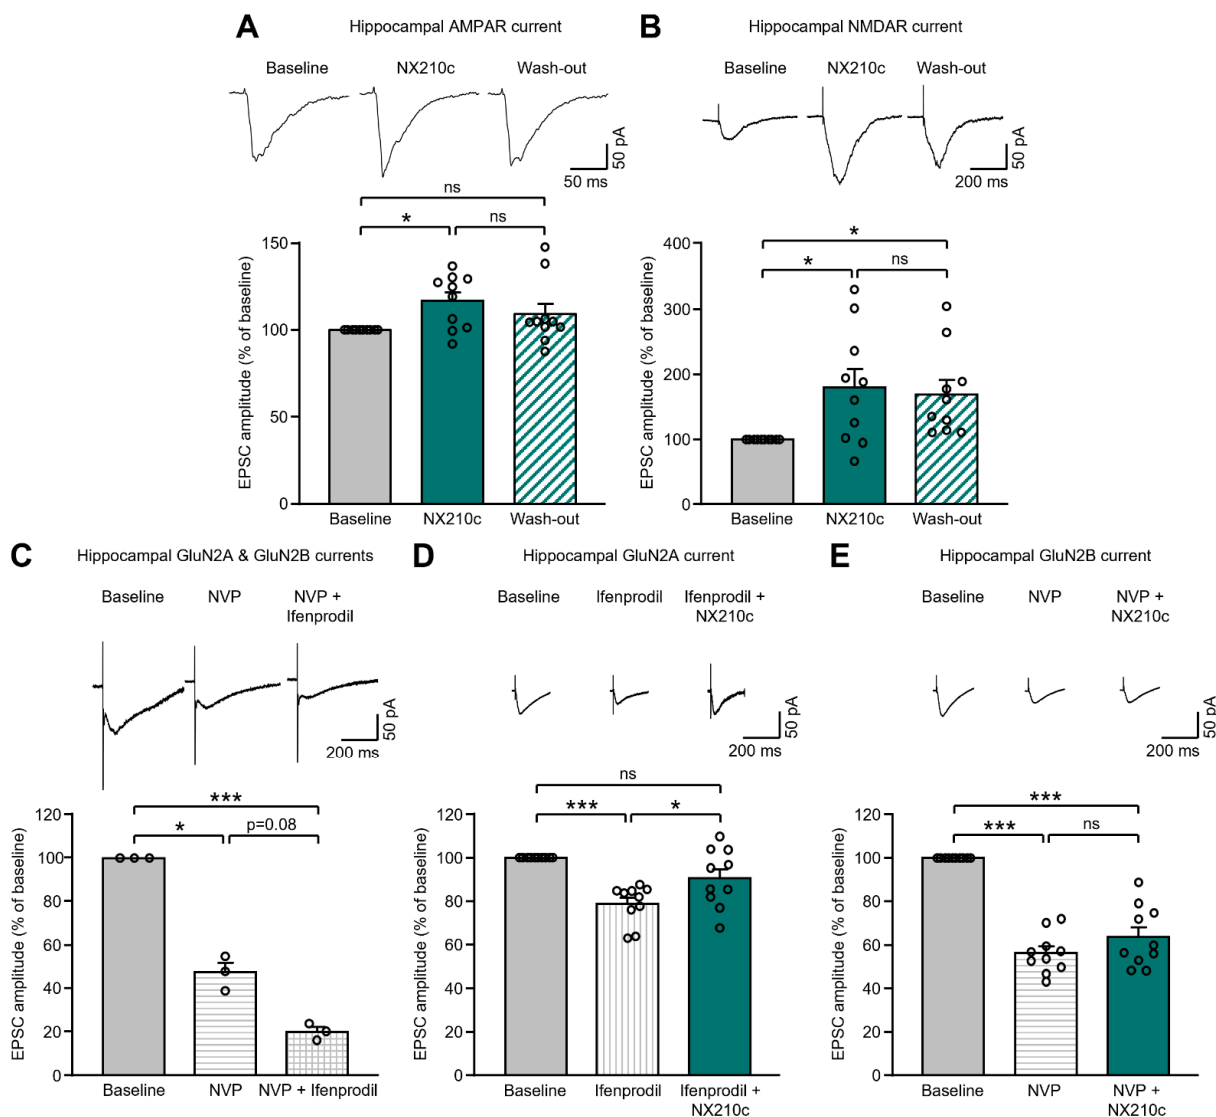 A
Hippocampal AMPAR current
Baseline
NX210c
Wash-out
50 pA
50 ms
ns
*
ns
EPSC amplitude (% of baseline)
150
100
50
0
Baseline
NX210c
Wash-out
B
Hippocampal NMDAR current
Baseline
NX210c
Wash-out
50 pA
200 ms
*
*
ns
EPSC amplitude (% of baseline)
400
300
200
100
0
Baseline
NX210c
Wash-out
C
Hippocampal GluN2A & GluN2B currents
Baseline
NVP
NVP +
Ifenprodil
50 pA
200 ms
***
*
p=0.08
EPSC amplitude (% of baseline)
120
100
80
60
40
20
0
Baseline
NVP
NVP + Ifenprodil
D
Hippocampal GluN2A current
Baseline
Ifenprodil
Ifenprodil +
NX210c
50 pA
200 ms
ns
***
*
EPSC amplitude (% of baseline)
120
100
80
60
40
20
0
Baseline
Ifenprodil
Ifenprodil +
NX210c
E
Hippocampal GluN2B current
Baseline
NVP
NVP +
NX210c
50 pA
200 ms
***
***
ns
EPSC amplitude (% of baseline)
120
100
80
60
40
20
0
Baseline
NVP
NVP +
NX210c